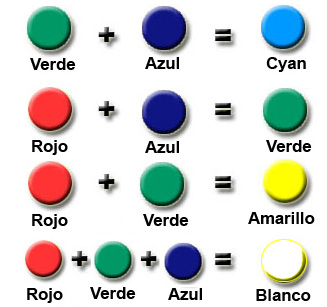 Verde + Azul = Cyan
Rojo + Azul = Verde
Rojo + Verde = Amarillo
Rojo + Verde + Azul = Blanco